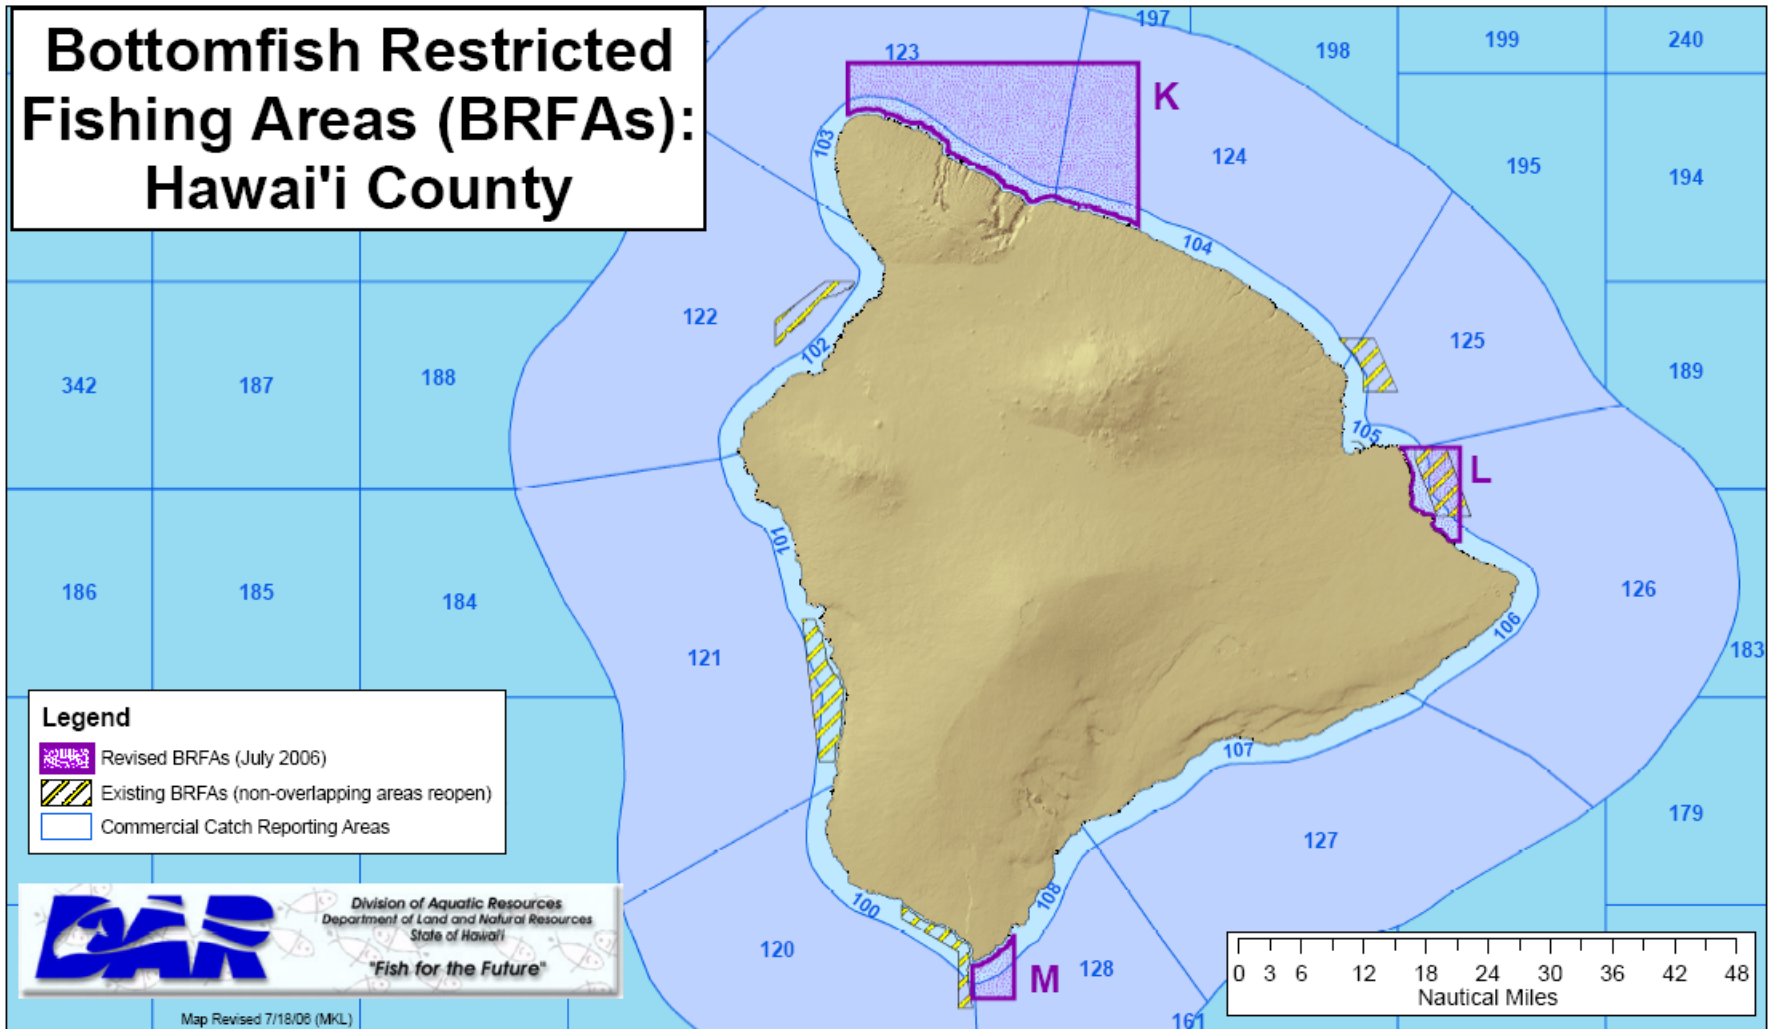 Bottomfish Restricted
Fishing Areas (BRFAs):
Hawai'i County
197
123
198
199
240
K
103
124
195
194
104
122
125
102
342
187
188
189
105
L
101
186
185
184
126
106
121
183
107
Legend
Revised BRFAs (July 2006)
Existing BRFAs (non-overlapping areas reopen)
Commercial Catch Reporting Areas
179
127
108
100
120
128
M
161
DAR
Division of Aquatic Resources
Department of Land and Natural Resources
State of Hawai'i
"Fish for the Future"
Map Revised 7/18/06 (MKL)
0 3 6 12 18 24 30 36 42 48
Nautical Miles